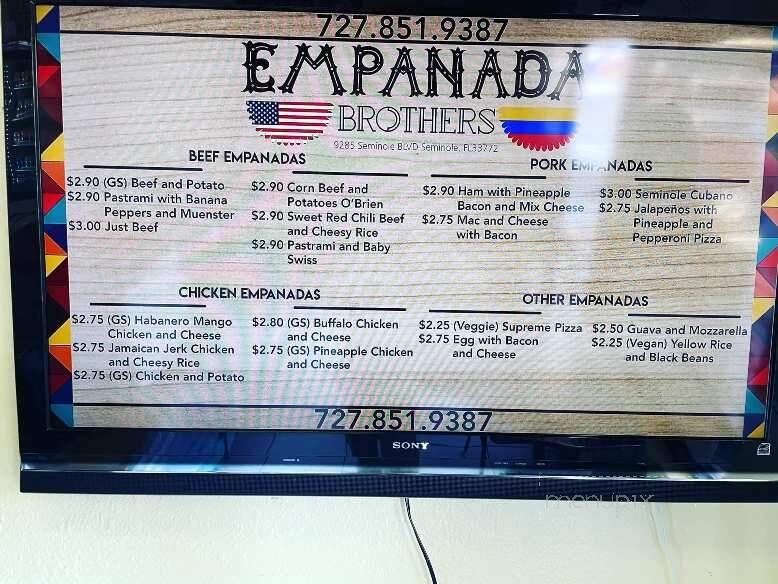 727.851.9387
EMPANADA
BROTHERS
9285 Seminole BLVD Seminole, FL33772
BEEF EMPANADAS
$2.90 (GS) Beef and Potato
$2.90 Pastrami with Banana
Peppers and Muenster
$3.00 Just Beef
$2.90 Corn Beef and
Potatoes O'Brien
$2.90 Sweet Red Chili Beef
and Cheesy Rice
$2.90 Pastrami and Baby
Swiss
PORK EMPANADAS
$2.90 Ham with Pineapple
Bacon and Mix Cheese
$2.75 Mac and Cheese
with Bacon
$3.00 Seminole Cubano
$2.75 Jalapeños with
Pineapple and
Pepperoni Pizza
CHICKEN EMPANADAS
$2.75 (GS) Habanero Mango
Chicken and Cheese
$2.75 Jamaican Jerk Chicken
and Cheesy Rice
$2.75 (GS) Chicken and Potato
$2.80 (GS) Buffalo Chicken
and Cheese
$2.75 (GS) Pineapple Chicken
and Cheese
OTHER EMPANADAS
$2.25 (Veggie) Supreme Pizza
$2.75 Egg with Bacon
and Cheese
$2.50 Guava and Mozzarella
$2.25 (Vegan) Yellow Rice
and Black Beans
727.851.9387
SONY
menupix